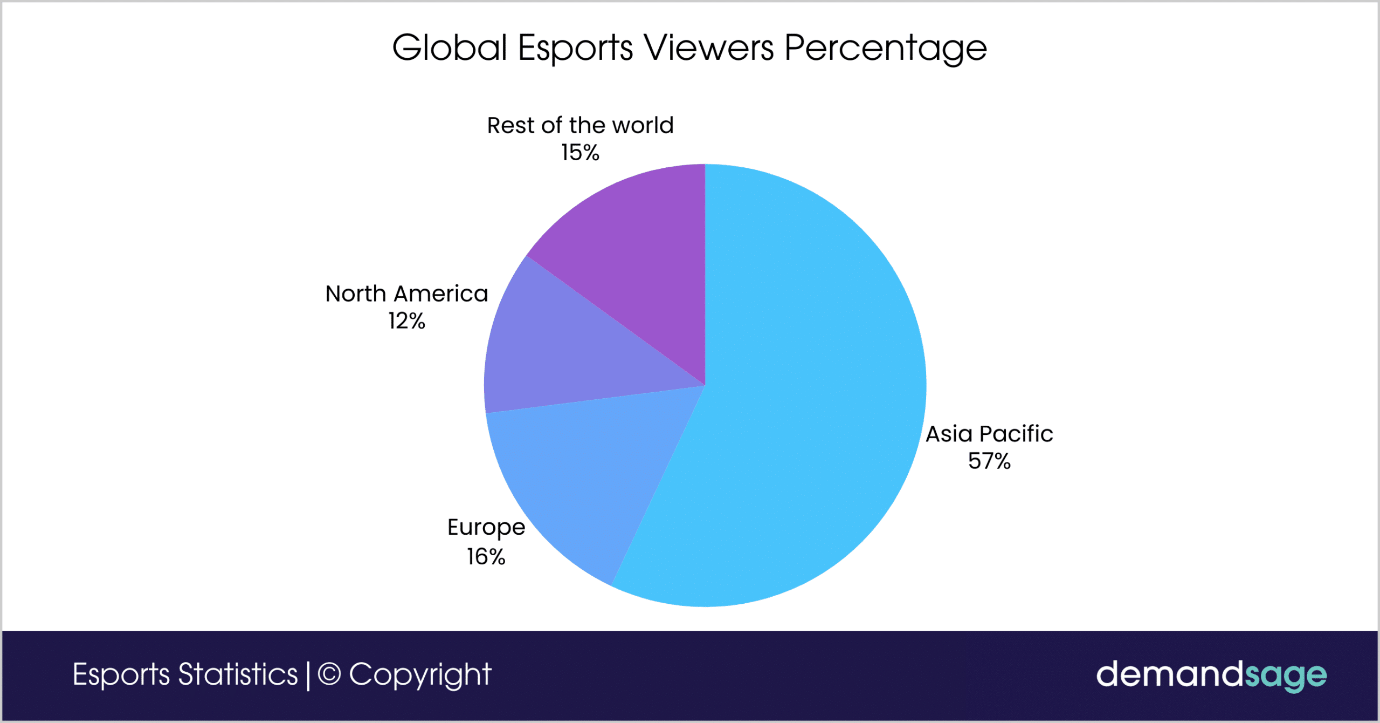 Global Esports Viewers Percentage
Rest of the world
15%
North America
12%
Asia Pacific
57%
Europe
16%
Esports Statistics | © Copyright
demandsage